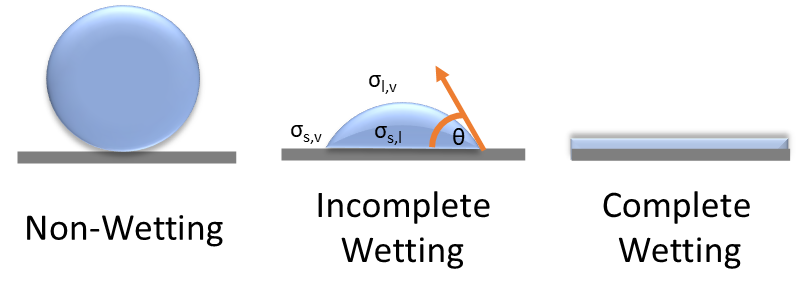 σl,v
σs,v
σs,l
θ
Non-Wetting
Incomplete
Wetting
Complete
Wetting